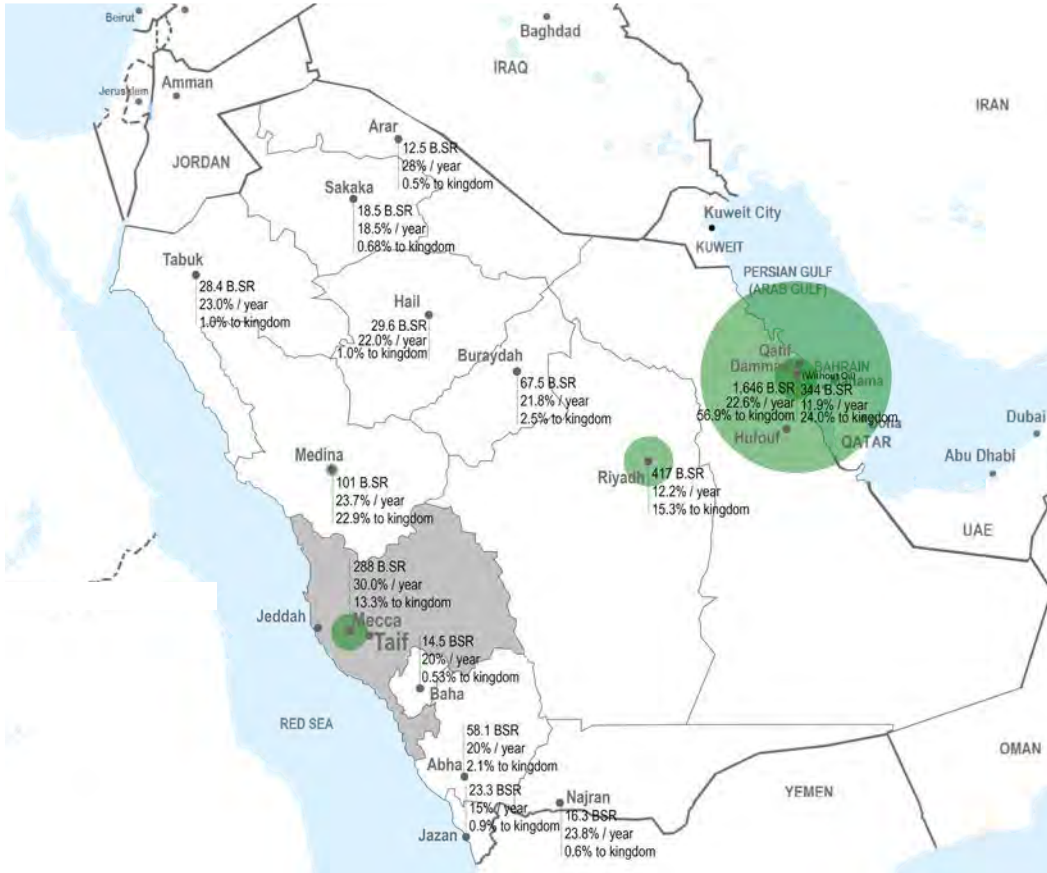 Beirut
Baghdad
IRAQ
IRAN
Amman
Jerusalem
JORDAN
Arar
12.5 B.SR
28% / year
0.5% to kingdom
Sakaka
18.5 B.SR
18.5% / year
0.68% to kingdom
Kuweit City
KUWEIT
Tabuk
28.4 B.SR
23.0% / year
1.0% to kingdom
Hail
29.6 B.SR
22.0% / year
1.0% to kingdom
PERSIAN GULF
(ARAB GULF)
Buraydah
67.5 B.SR
21.8% / year
2.5% to kingdom
Qatif
Dammam
BAHRAIN
(Without Oil)
1,646 B.SR
22.6% / year
56.9% to kingdom
344 B.SR
11.9% / year
24.0% to kingdom
Hufouf
Doha
QATAR
Dubai
Abu Dhabi
UAE
Medina
101 B.SR
23.7% / year
22.9% to kingdom
Riyadh
417 B.SR
12.2% / year
15.3% to kingdom
288 B.SR
30.0% / year
13.3% to kingdom
Jeddah
Mecca
Taif
14.5 BSR
20% / year
0.53% to kingdom
Baha
RED SEA
58.1 BSR
20% / year
2.1% to kingdom
Abha
23.3 BSR
15% / year
0.9% to kingdom
Jazan
Najran
16.3 BSR
23.8% / year
0.6% to kingdom
YEMEN
OMAN